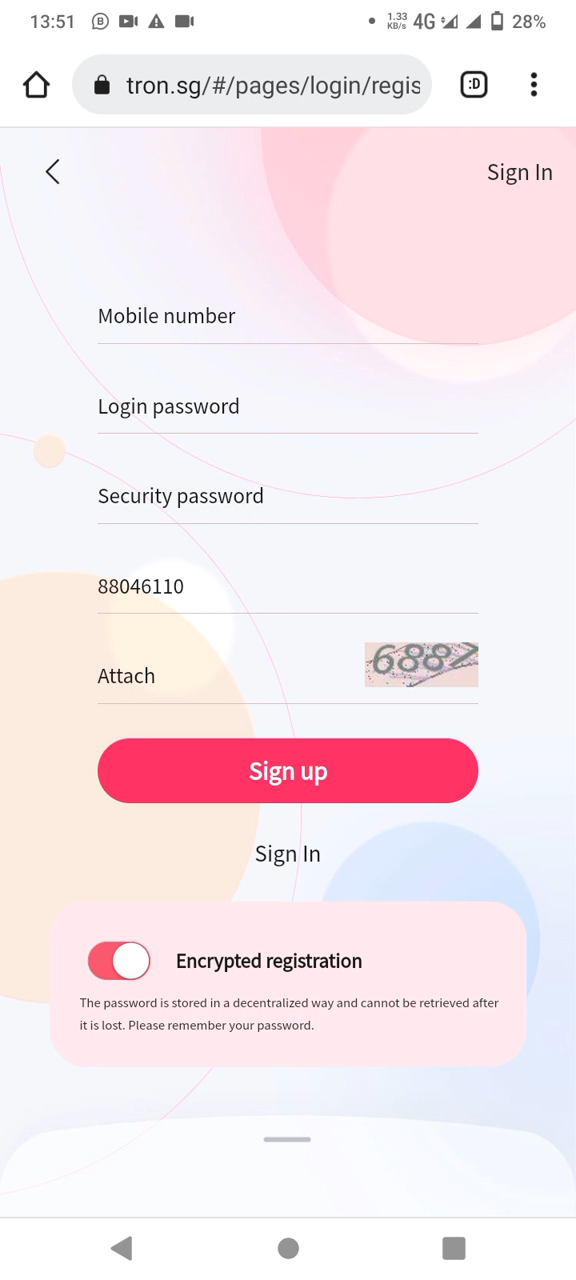 13:51
1.33 KB/s 4G 28%
tron.sg/#/pages/login/regis
:D
Sign In
Mobile number
Login password
Security password
88046110
Attach
6887
Sign up
Sign In
Encrypted registration
The password is stored in a decentralized way and cannot be retrieved after
it is lost. Please remember your password.